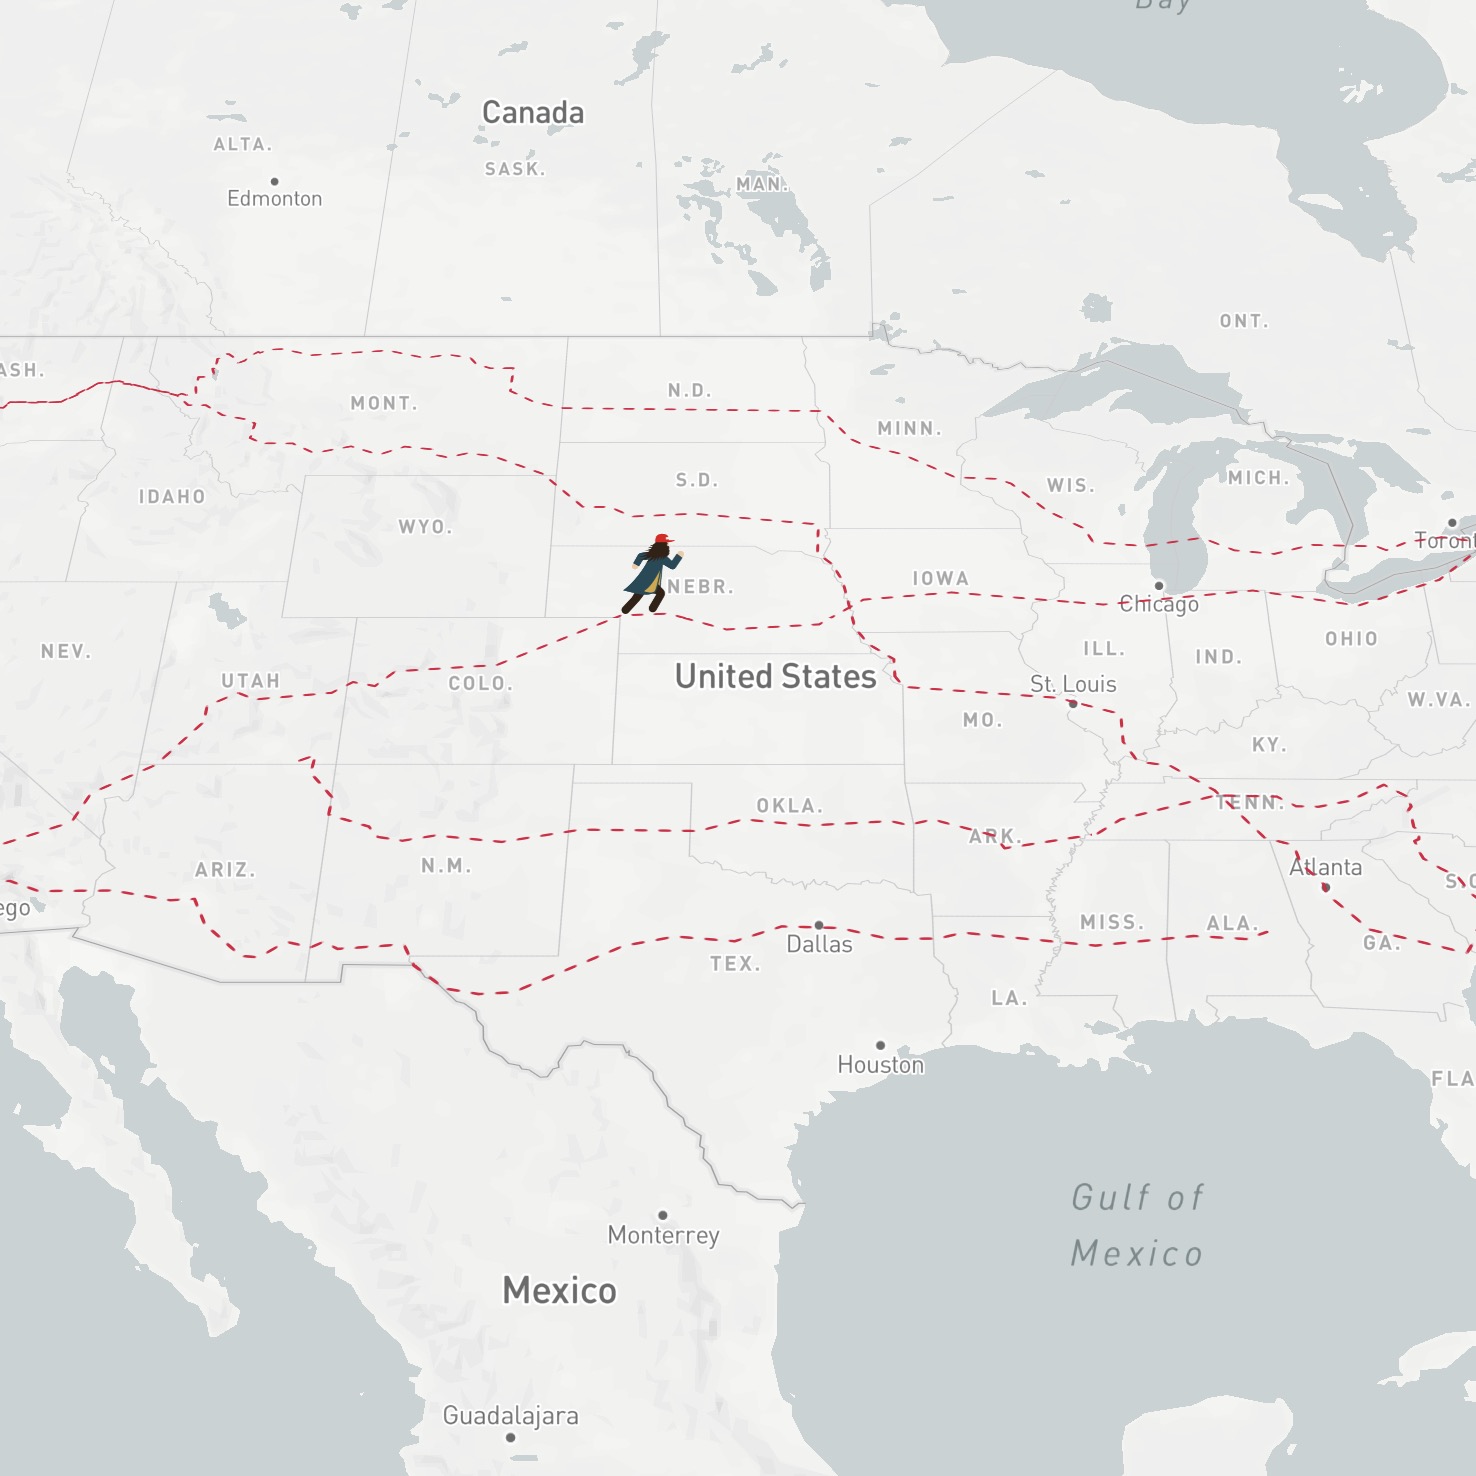 Bay
Canada
ALTA.
SASK.
MAN.
Edmonton
ONT.
ASH.
MONT.
N.D.
MINN.
IDAHO
WYO.
S.D.
WIS.
MICH.
Toront
NEBR.
IOWA
Chicago
NEV.
UTAH
COLO.
United States
ILL.
IND.
OHIO
St. Louis
MO.
W.VA.
KY.
OKLA.
TENN.
ARK.
ARIZ.
N.M.
Atlanta
S.C
ego
Dallas
TEX.
MISS.
ALA.
GA.
LA.
Houston
FLA
Gulf of
Mexico
Monterrey
Mexico
Guadalajara